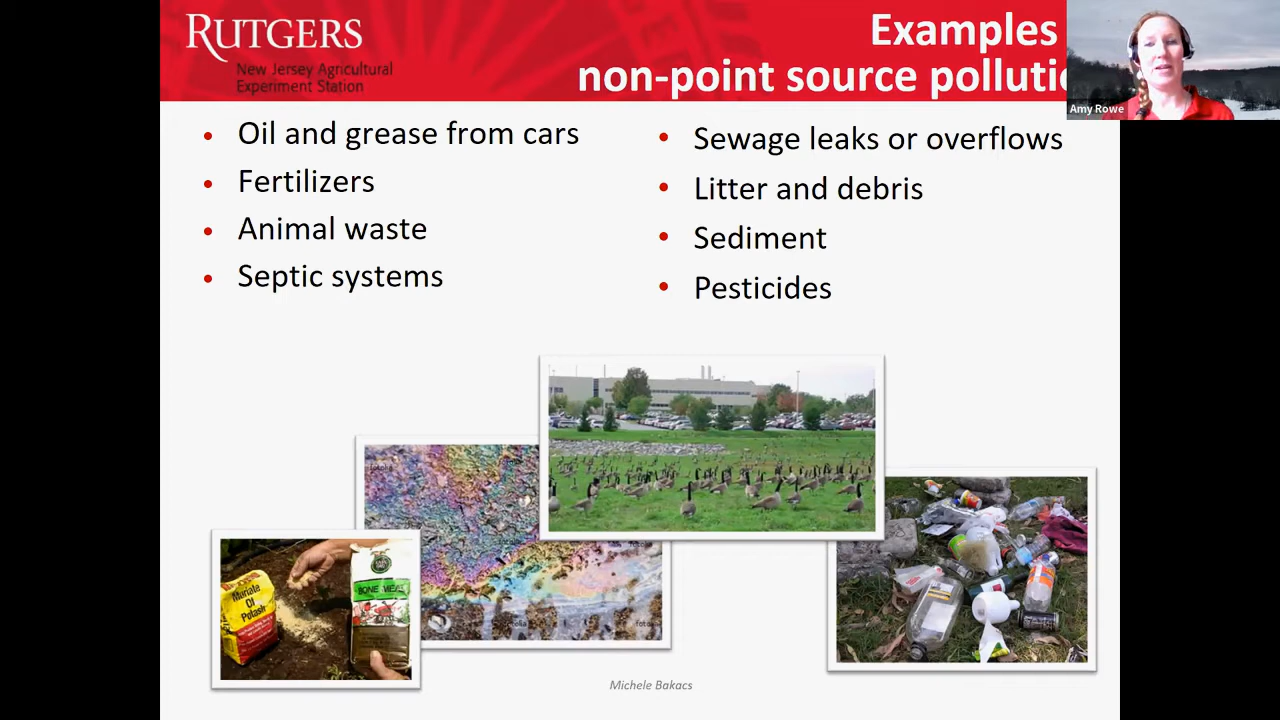 RUTGERS
New Jersey Agricultural
Experiment Station
Examples
non-point source polluti
Amy Rowe
Oil and grease from cars
Fertilizers
Animal waste
Septic systems
Sewage leaks or overflows
Litter and debris
Sediment
Pesticides
Muriate
Of
Potash
BONE MEAL
Michele Bakacs